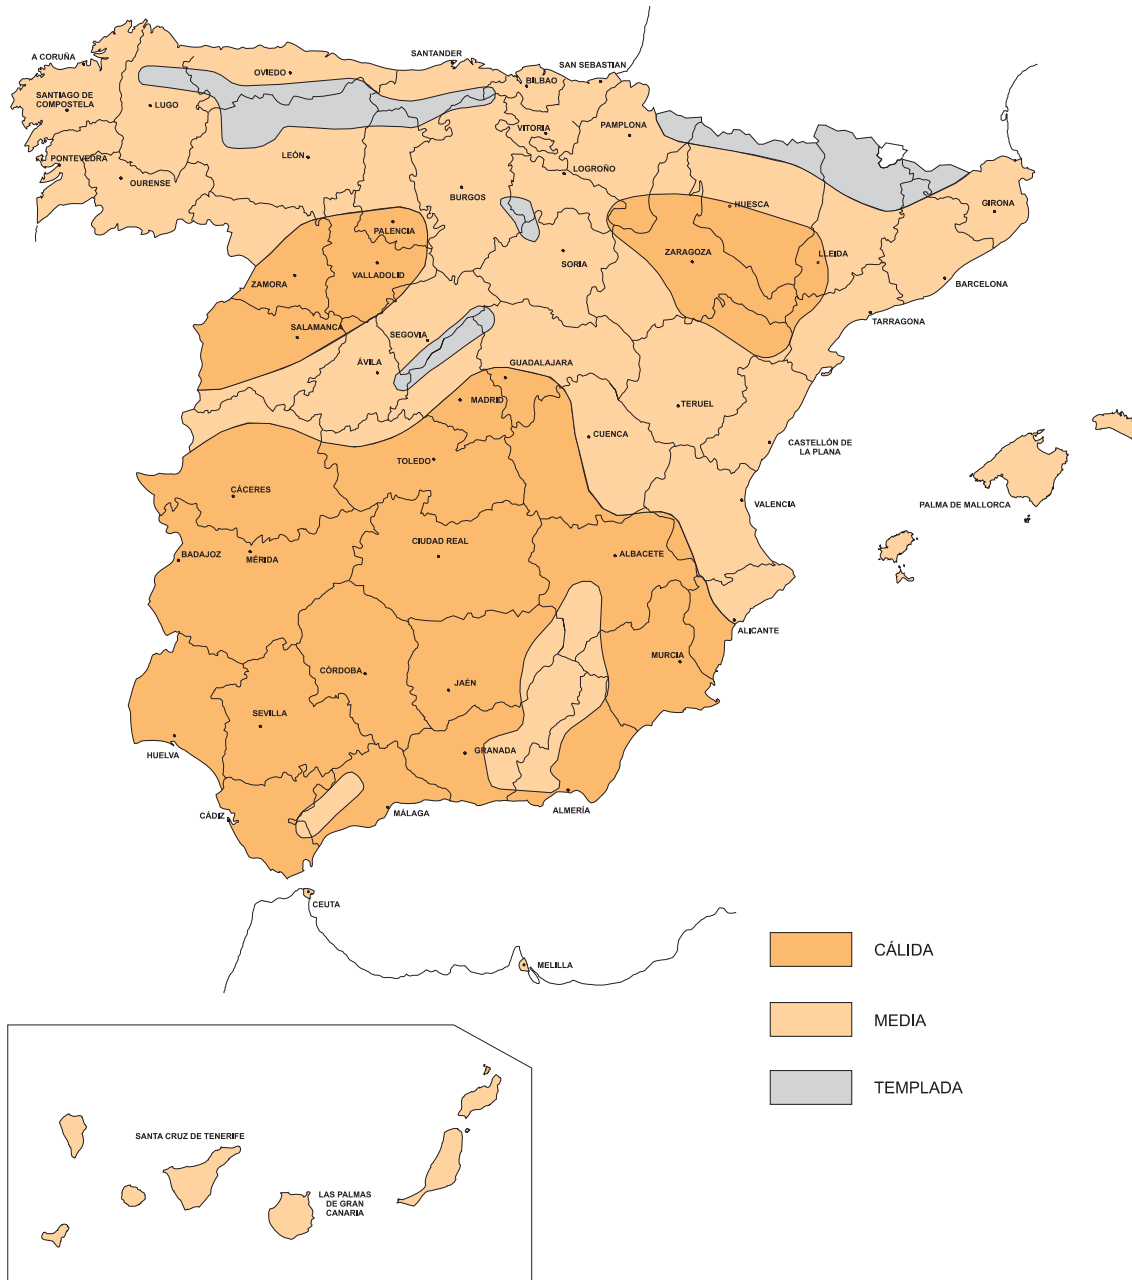 SANTANDER
A CORUÑA
OVIEDO
SAN SEBASTIAN
BILBAO
SANTIAGO DE
COMPOSTELA
LUGO
VITORIA
PAMPLONA
LEÓN
PONTEVEDRA
OURENSE
LOGROÑO
BURGOS
HUESCA
GIRONA
PALENCIA
ZARAGOZA
LLEIDA
SORIA
VALLADOLID
ZAMORA
BARCELONA
TARRAGONA
SALAMANCA
SEGOVIA
ÁVILA
GUADALAJARA
MADRID
TERUEL
CUENCA
CASTELLÓN DE
LA PLANA
TOLEDO
CÁCERES
VALENCIA
PALMA DE MALLORCA
BADAJOZ
MÉRIDA
CIUDAD REAL
ALBACETE
ALICANTE
MURCIA
CÓRDOBA
JAÉN
SEVILLA
HUELVA
GRANADA
CÁDIZ
MÁLAGA
ALMERÍA
CEUTA
MELILLA
CÁLIDA
MEDIA
TEMPLADA
SANTA CRUZ DE TENERIFE
LAS PALMAS
DE GRAN
CANARIA